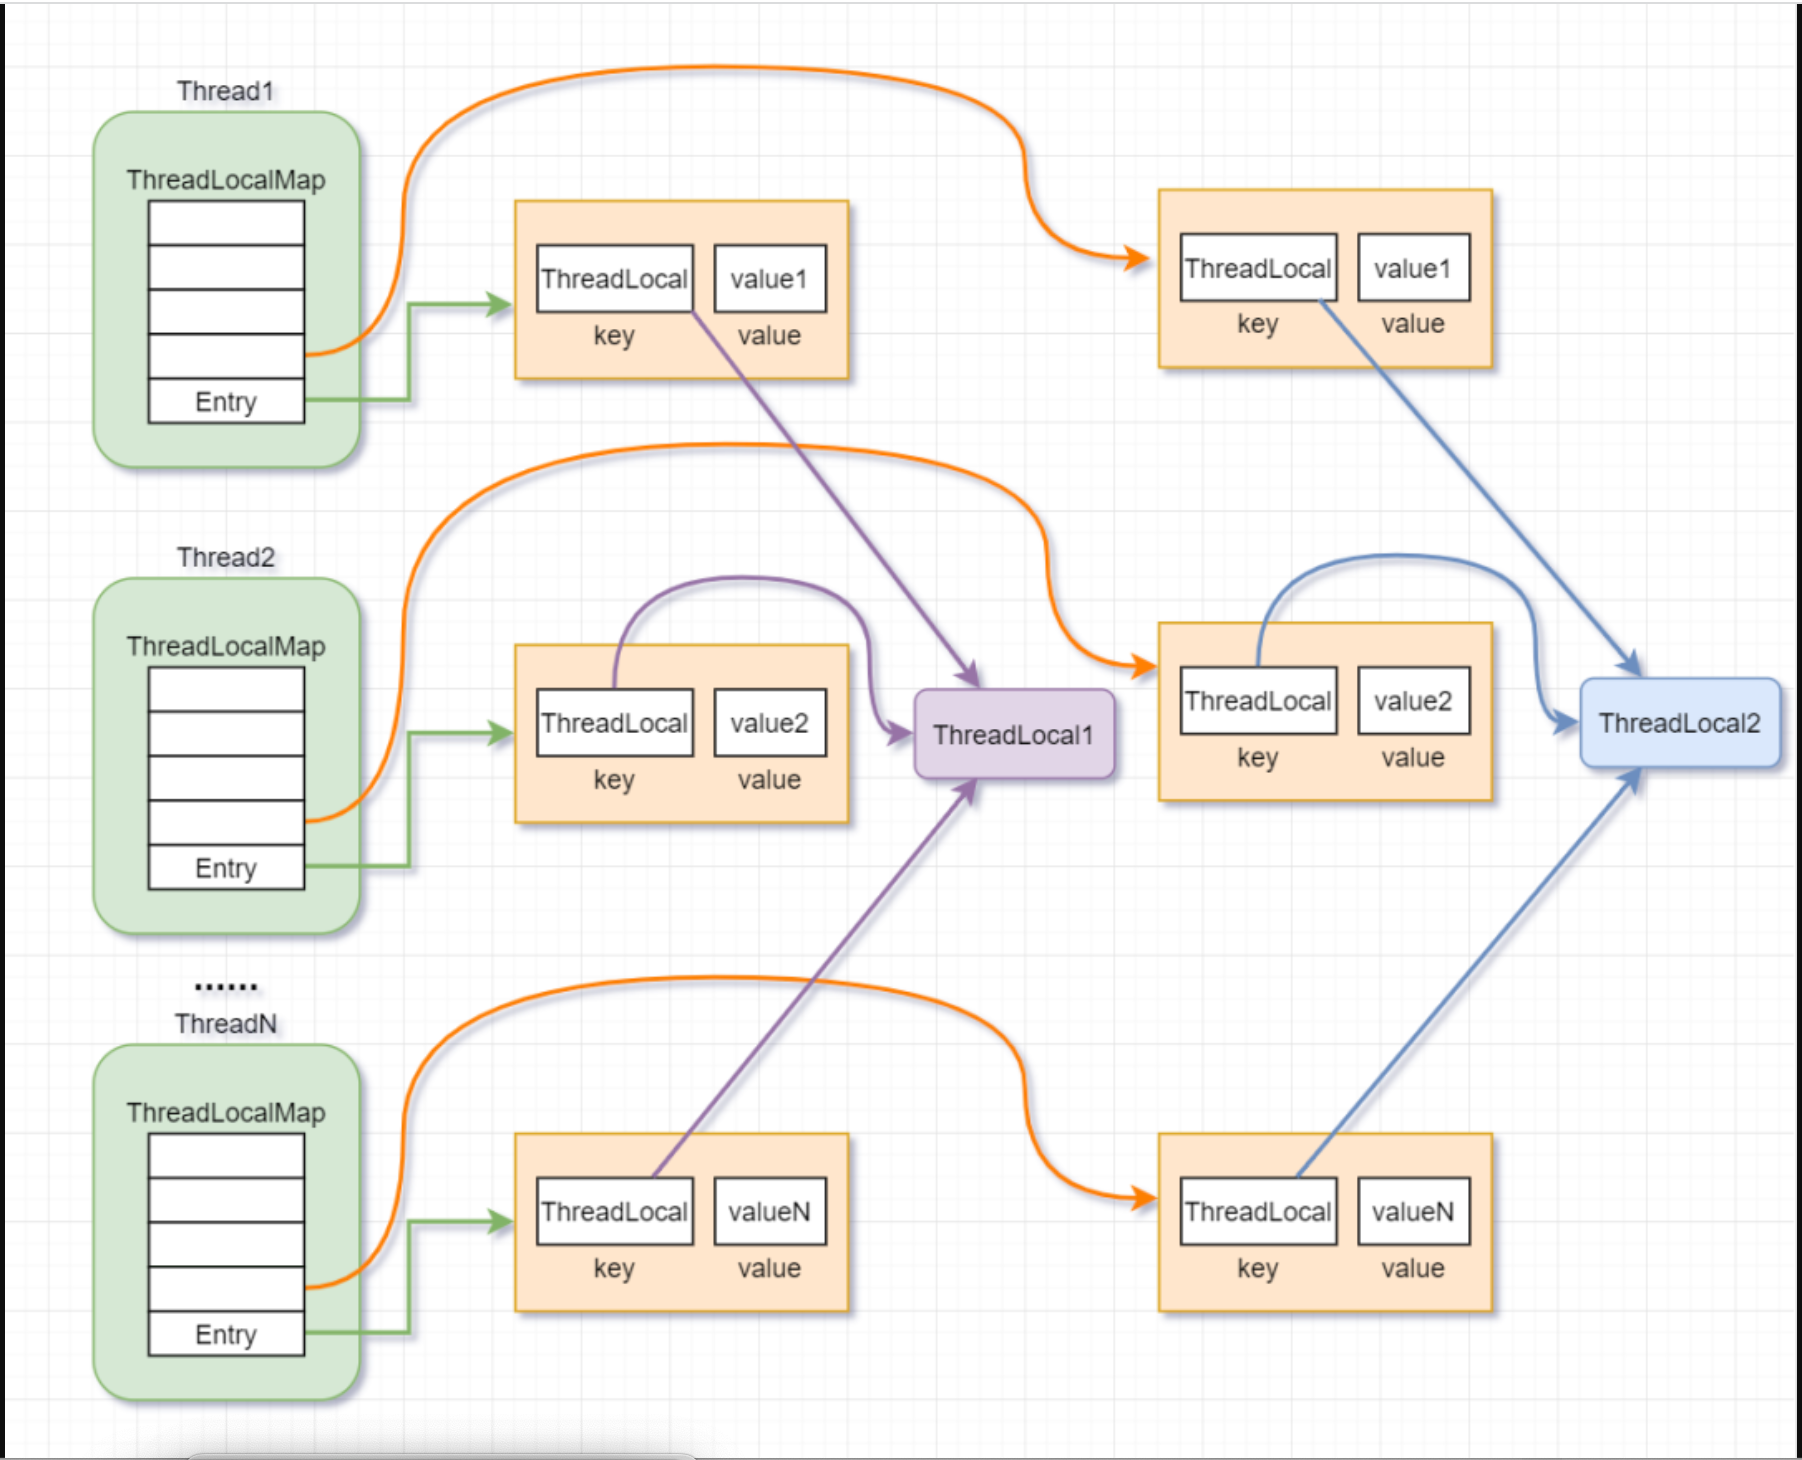 Thread1
ThreadLocalMap
Entry
ThreadLocal
value1
key
value
ThreadLocal
value1
key
value
Thread2
ThreadLocalMap
Entry
ThreadLocal
value2
key
value
ThreadLocal1
ThreadLocal
value2
key
value
ThreadLocal2
......
ThreadN
ThreadLocalMap
Entry
ThreadLocal
valueN
key
value
ThreadLocal
valueN
key
value